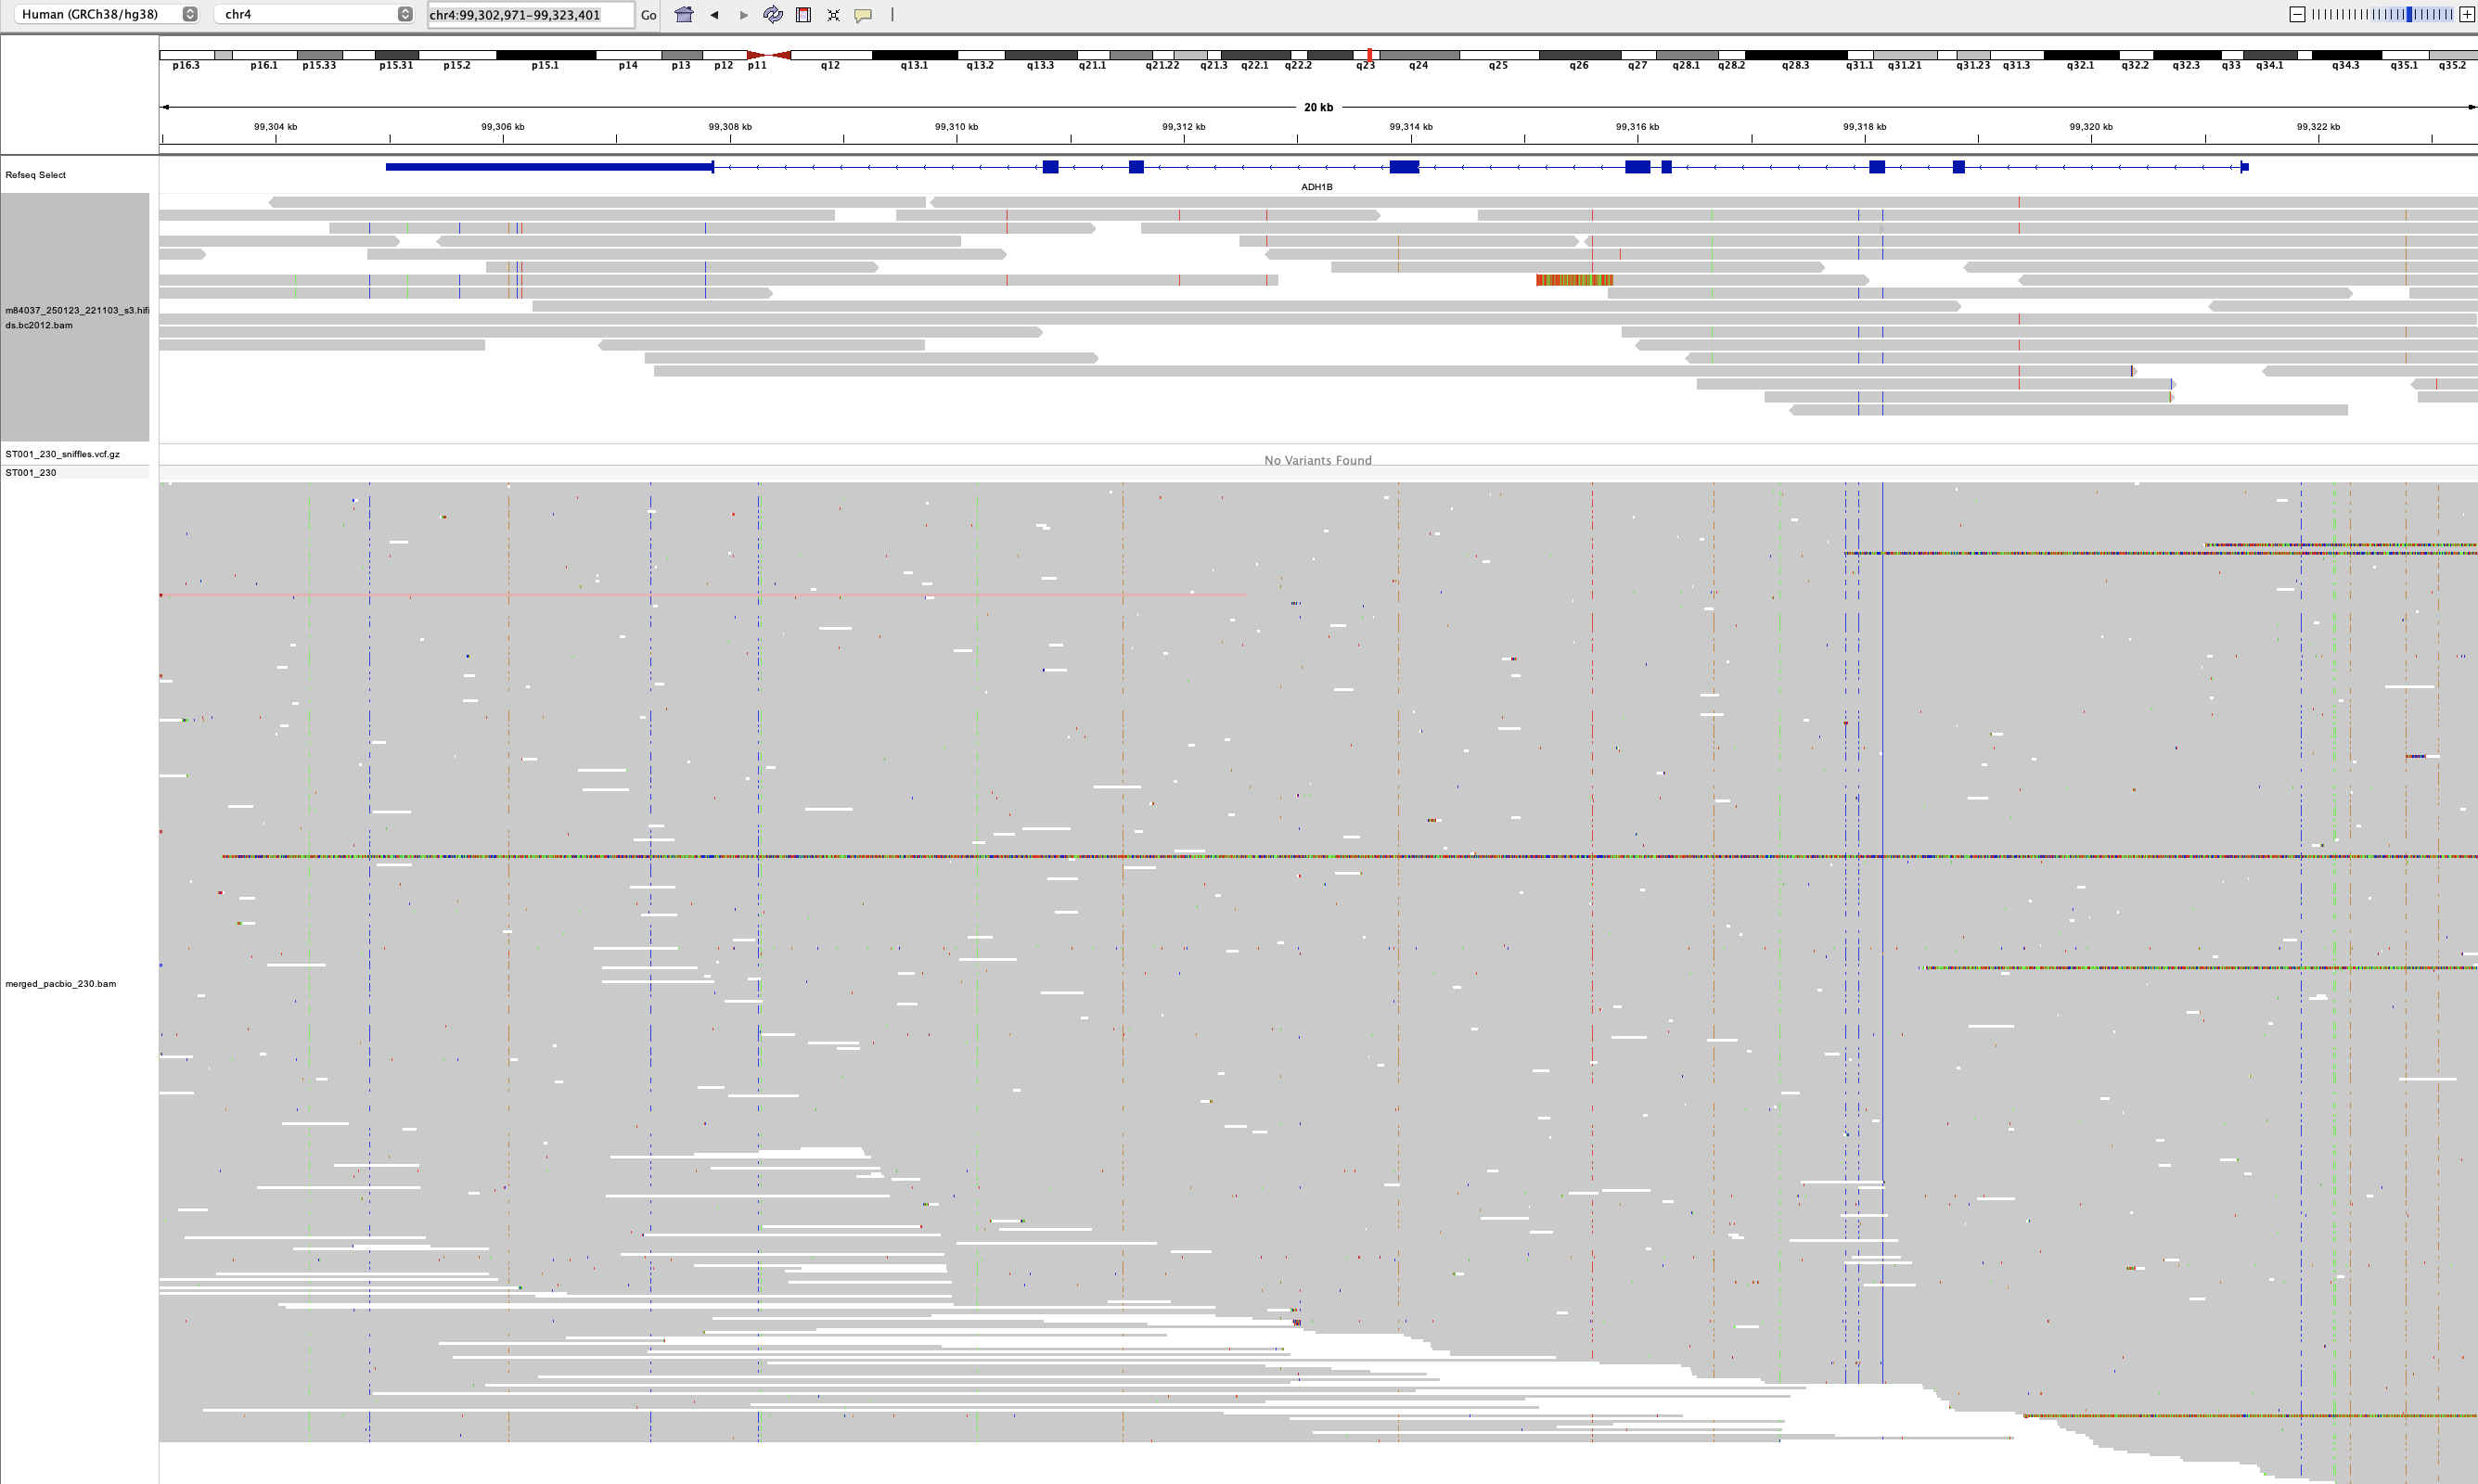 Human (GRCh38/hg38) chr4 chr4:99,302,971-99,323,401 Go
p16.3 p16.1 p15.33 p15.31 p15.2 p15.1 p14 p13 p12 p11 q12 q13.1 q13.2 q13.3 q21.1 q21.22 q21.3 q22.1 q22.2 q23 q24 q25 q26 q27 q28.1 q28.2 q28.3 q31.1 q31.21 q31.23 q31.3 q32.1 q32.2 q32.3 q33 q34.1 q34.3 q35.1 q35.2
20 kb
99,304 kb 99,306 kb 99,308 kb 99,310 kb 99,312 kb 99,314 kb 99,316 kb 99,318 kb 99,320 kb 99,322 kb
Refseq Select
ADH1B
m84037_250123_221103_s3.hifi
ds.bc2012.bam
ST001_230_sniffles.vcf.gz
No Variants Found
ST001_230
merged_pacbio_230.bam